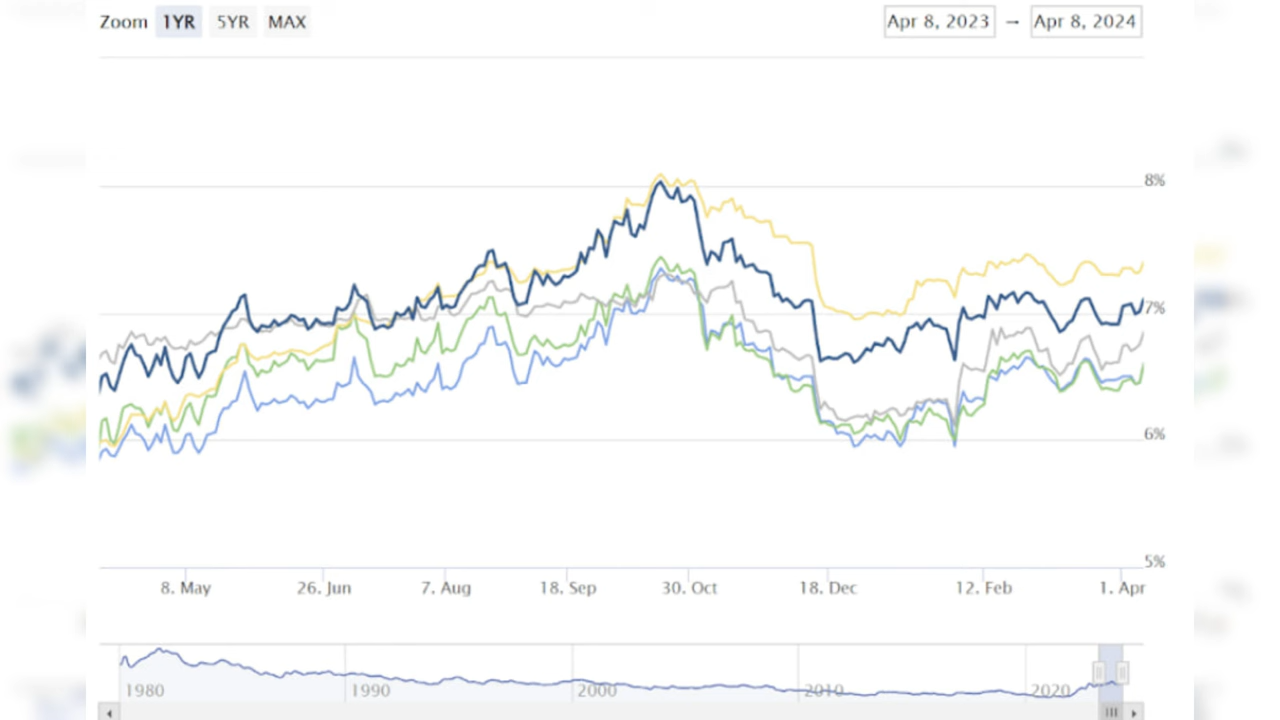 Zoom 1YR 5YR MAX Apr 8, 2023 → Apr 8, 2024
8%
7%
6%
5%
8. May 26. Jun 7. Aug 18. Sep 30. Oct 18. Dec 12. Feb 1. Apr
1980 1990 2000 2010 2020